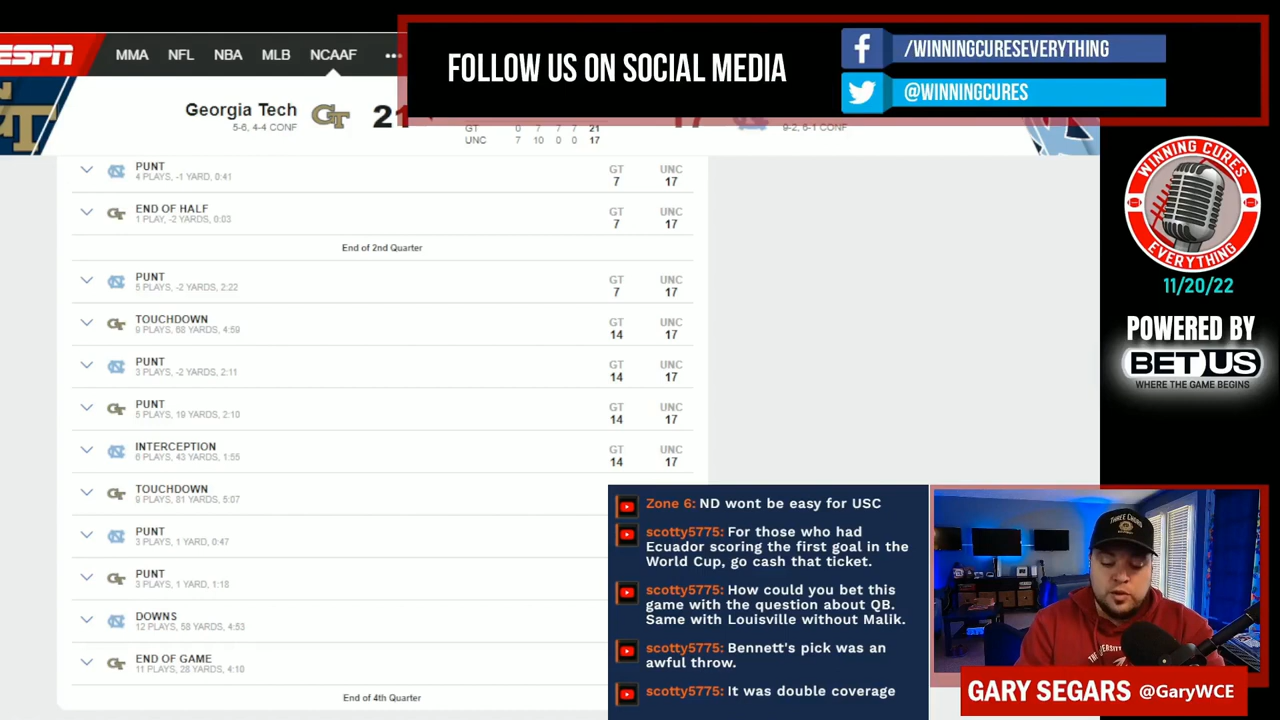 FOLLOW US ON SOCIAL MEDIA
/WINNINGCURESEVERYTHING
@WINNINGCURES
ESPN
MMA NFL NBA MLB NCAAF ...
Georgia Tech GT 21 17
5-6, 4-4 CONF
9-2, 6-1 CONF
GT 0 7 7 7 21
UNC 7 10 0 0 17
PUNT GT UNC
4 PLAYS, -1 YARD, 0:41 7 17
END OF HALF GT UNC
1 PLAY, -2 YARDS, 0:03 7 17
End of 2nd Quarter
PUNT GT UNC
5 PLAYS, -2 YARDS, 2:22 7 17
TOUCHDOWN GT UNC
9 PLAYS, 68 YARDS, 4:59 14 17
PUNT GT UNC
3 PLAYS, -2 YARDS, 2:11 14 17
PUNT GT UNC
5 PLAYS, 19 YARDS, 2:10 14 17
INTERCEPTION GT UNC
6 PLAYS, 43 YARDS, 1:55 14 17
TOUCHDOWN
9 PLAYS, 81 YARDS, 5:07
PUNT
3 PLAYS, 1 YARD, 0:47
PUNT
3 PLAYS, 1 YARD, 1:18
DOWNS
12 PLAYS, 58 YARDS, 4:53
END OF GAME
11 PLAYS, 28 YARDS, 4:10
End of 4th Quarter
WINNING CURES
EVERYTHING
11/20/22
POWERED BY
BETUS
WHERE THE GAME BEGINS
Zone 6: ND wont be easy for USC
scotty5775: For those who had
Ecuador scoring the first goal in the
World Cup, go cash that ticket.
scotty5775: How could you bet this
game with the question about QB.
Same with Louisville without Malik.
scotty5775: Bennett's pick was an
awful throw.
scotty5775: It was double coverage
THREE CHORD
GARY SEGARS @GaryWCE